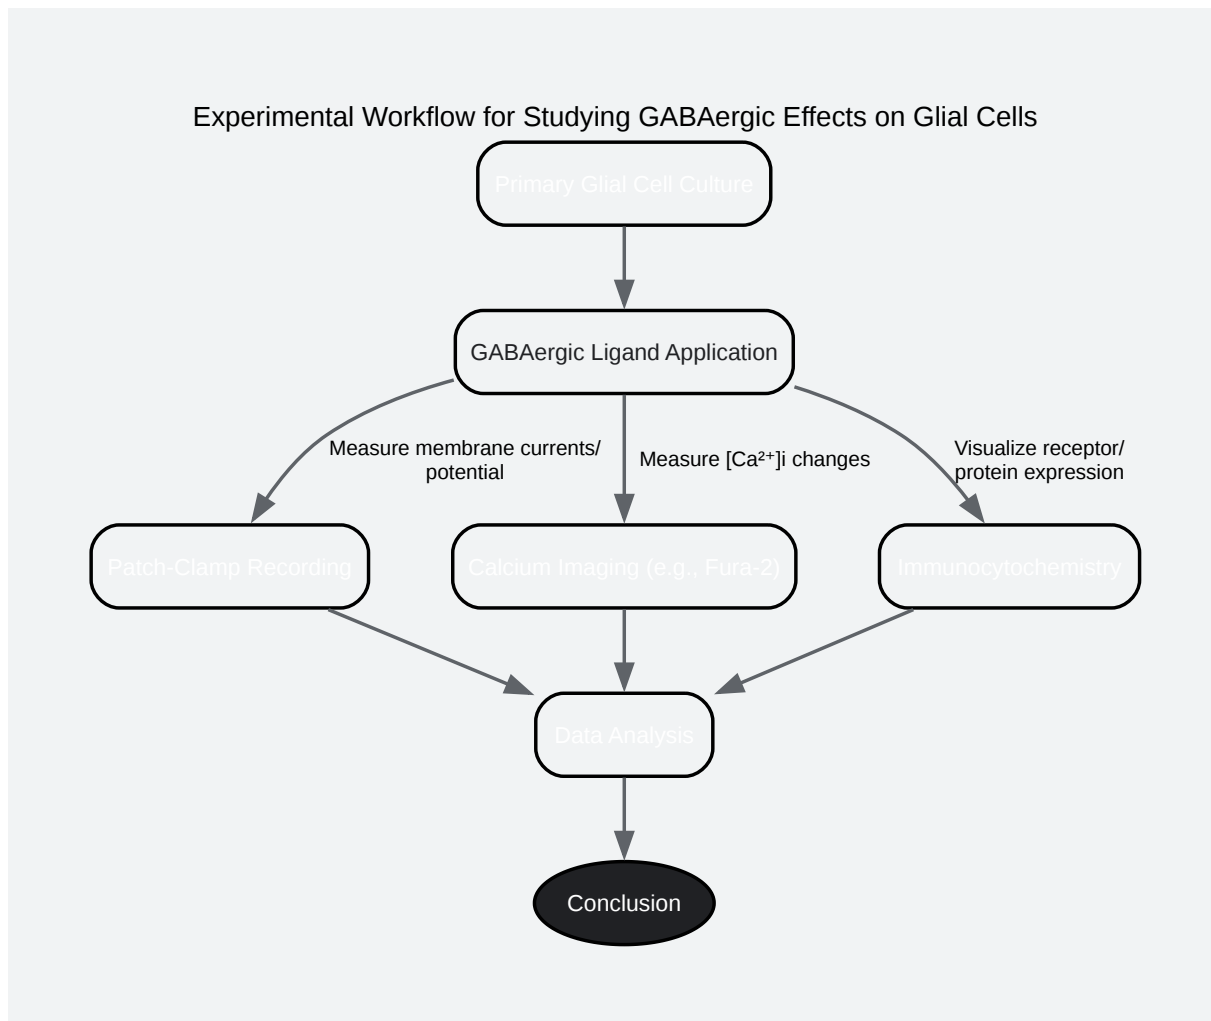 Experimental Workflow for Studying GABAergic Effects on Glial Cells
Primary Glial Cell Culture
GABAergic Ligand Application
Measure membrane currents/
potential
Measure [Ca²⁺]i changes
Visualize receptor/
protein expression
Patch-Clamp Recording
Calcium Imaging (e.g., Fura-2)
Immunocytochemistry
Data Analysis
Conclusion